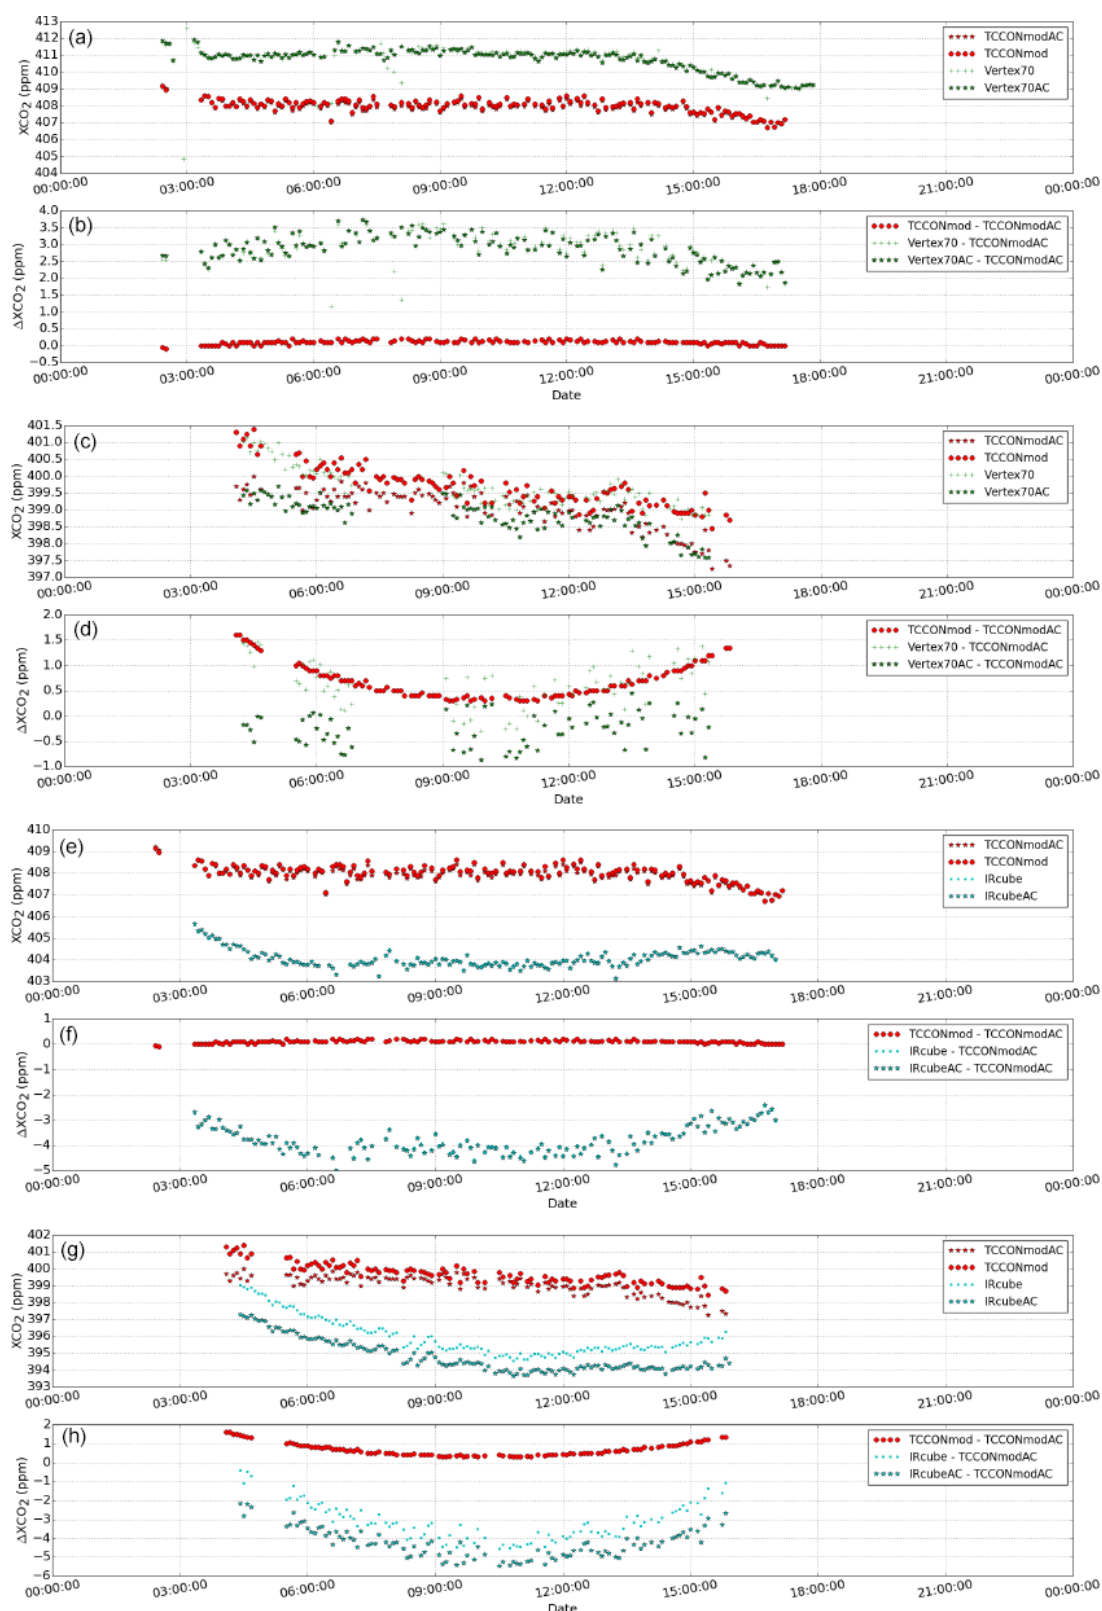 (a)
XCO₂ (ppm)
413
412
411
410
409
408
407
406
405
404
TCCONmodAC
TCCONmod
Vertex70
Vertex70AC
00:00:00 03:00:00 06:00:00 09:00:00 12:00:00 15:00:00 18:00:00 21:00:00 00:00:00
(b)
ΔXCO₂ (ppm)
4.0
3.5
3.0
2.5
2.0
1.5
1.0
0.5
0.0
−0.5
TCCONmod - TCCONmodAC
Vertex70 - TCCONmodAC
Vertex70AC - TCCONmodAC
00:00:00 03:00:00 06:00:00 09:00:00 12:00:00 15:00:00 18:00:00 21:00:00 00:00:00
Date
(c)
XCO₂ (ppm)
401.5
401.0
400.5
400.0
399.5
399.0
398.5
398.0
397.5
397.0
TCCONmodAC
TCCONmod
Vertex70
Vertex70AC
00:00:00 03:00:00 06:00:00 09:00:00 12:00:00 15:00:00 18:00:00 21:00:00 00:00:00
(d)
ΔXCO₂ (ppm)
2.0
1.5
1.0
0.5
0.0
−0.5
−1.0
TCCONmod - TCCONmodAC
Vertex70 - TCCONmodAC
Vertex70AC - TCCONmodAC
00:00:00 03:00:00 06:00:00 09:00:00 12:00:00 15:00:00 18:00:00 21:00:00 00:00:00
Date
(e)
XCO₂ (ppm)
410
409
408
407
406
405
404
403
TCCONmodAC
TCCONmod
IRcube
IRcubeAC
00:00:00 03:00:00 06:00:00 09:00:00 12:00:00 15:00:00 18:00:00 21:00:00 00:00:00
(f)
ΔXCO₂ (ppm)
1
0
−1
−2
−3
−4
−5
TCCONmod - TCCONmodAC
IRcube - TCCONmodAC
IRcubeAC - TCCONmodAC
00:00:00 03:00:00 06:00:00 09:00:00 12:00:00 15:00:00 18:00:00 21:00:00 00:00:00
Date
(g)
XCO₂ (ppm)
402
401
400
399
398
397
396
395
394
393
TCCONmodAC
TCCONmod
IRcube
IRcubeAC
00:00:00 03:00:00 06:00:00 09:00:00 12:00:00 15:00:00 18:00:00 21:00:00 00:00:00
(h)
ΔXCO₂ (ppm)
2
1
0
−1
−2
−3
−4
−5
−6
TCCONmod - TCCONmodAC
IRcube - TCCONmodAC
IRcubeAC - TCCONmodAC
00:00:00 03:00:00 06:00:00 09:00:00 12:00:00 15:00:00 18:00:00 21:00:00 00:00:00
Date